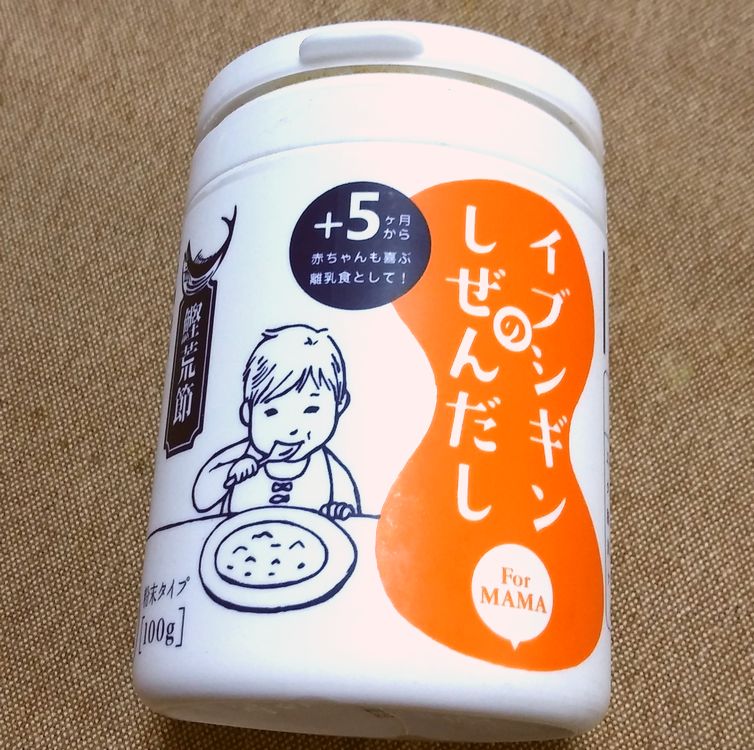 イブシギン
の
しぜんだし
+5ヶ月
から
赤ちゃんも喜ぶ
離乳食として!
鰹荒節
粉末タイプ
[100g]
For
MAMA